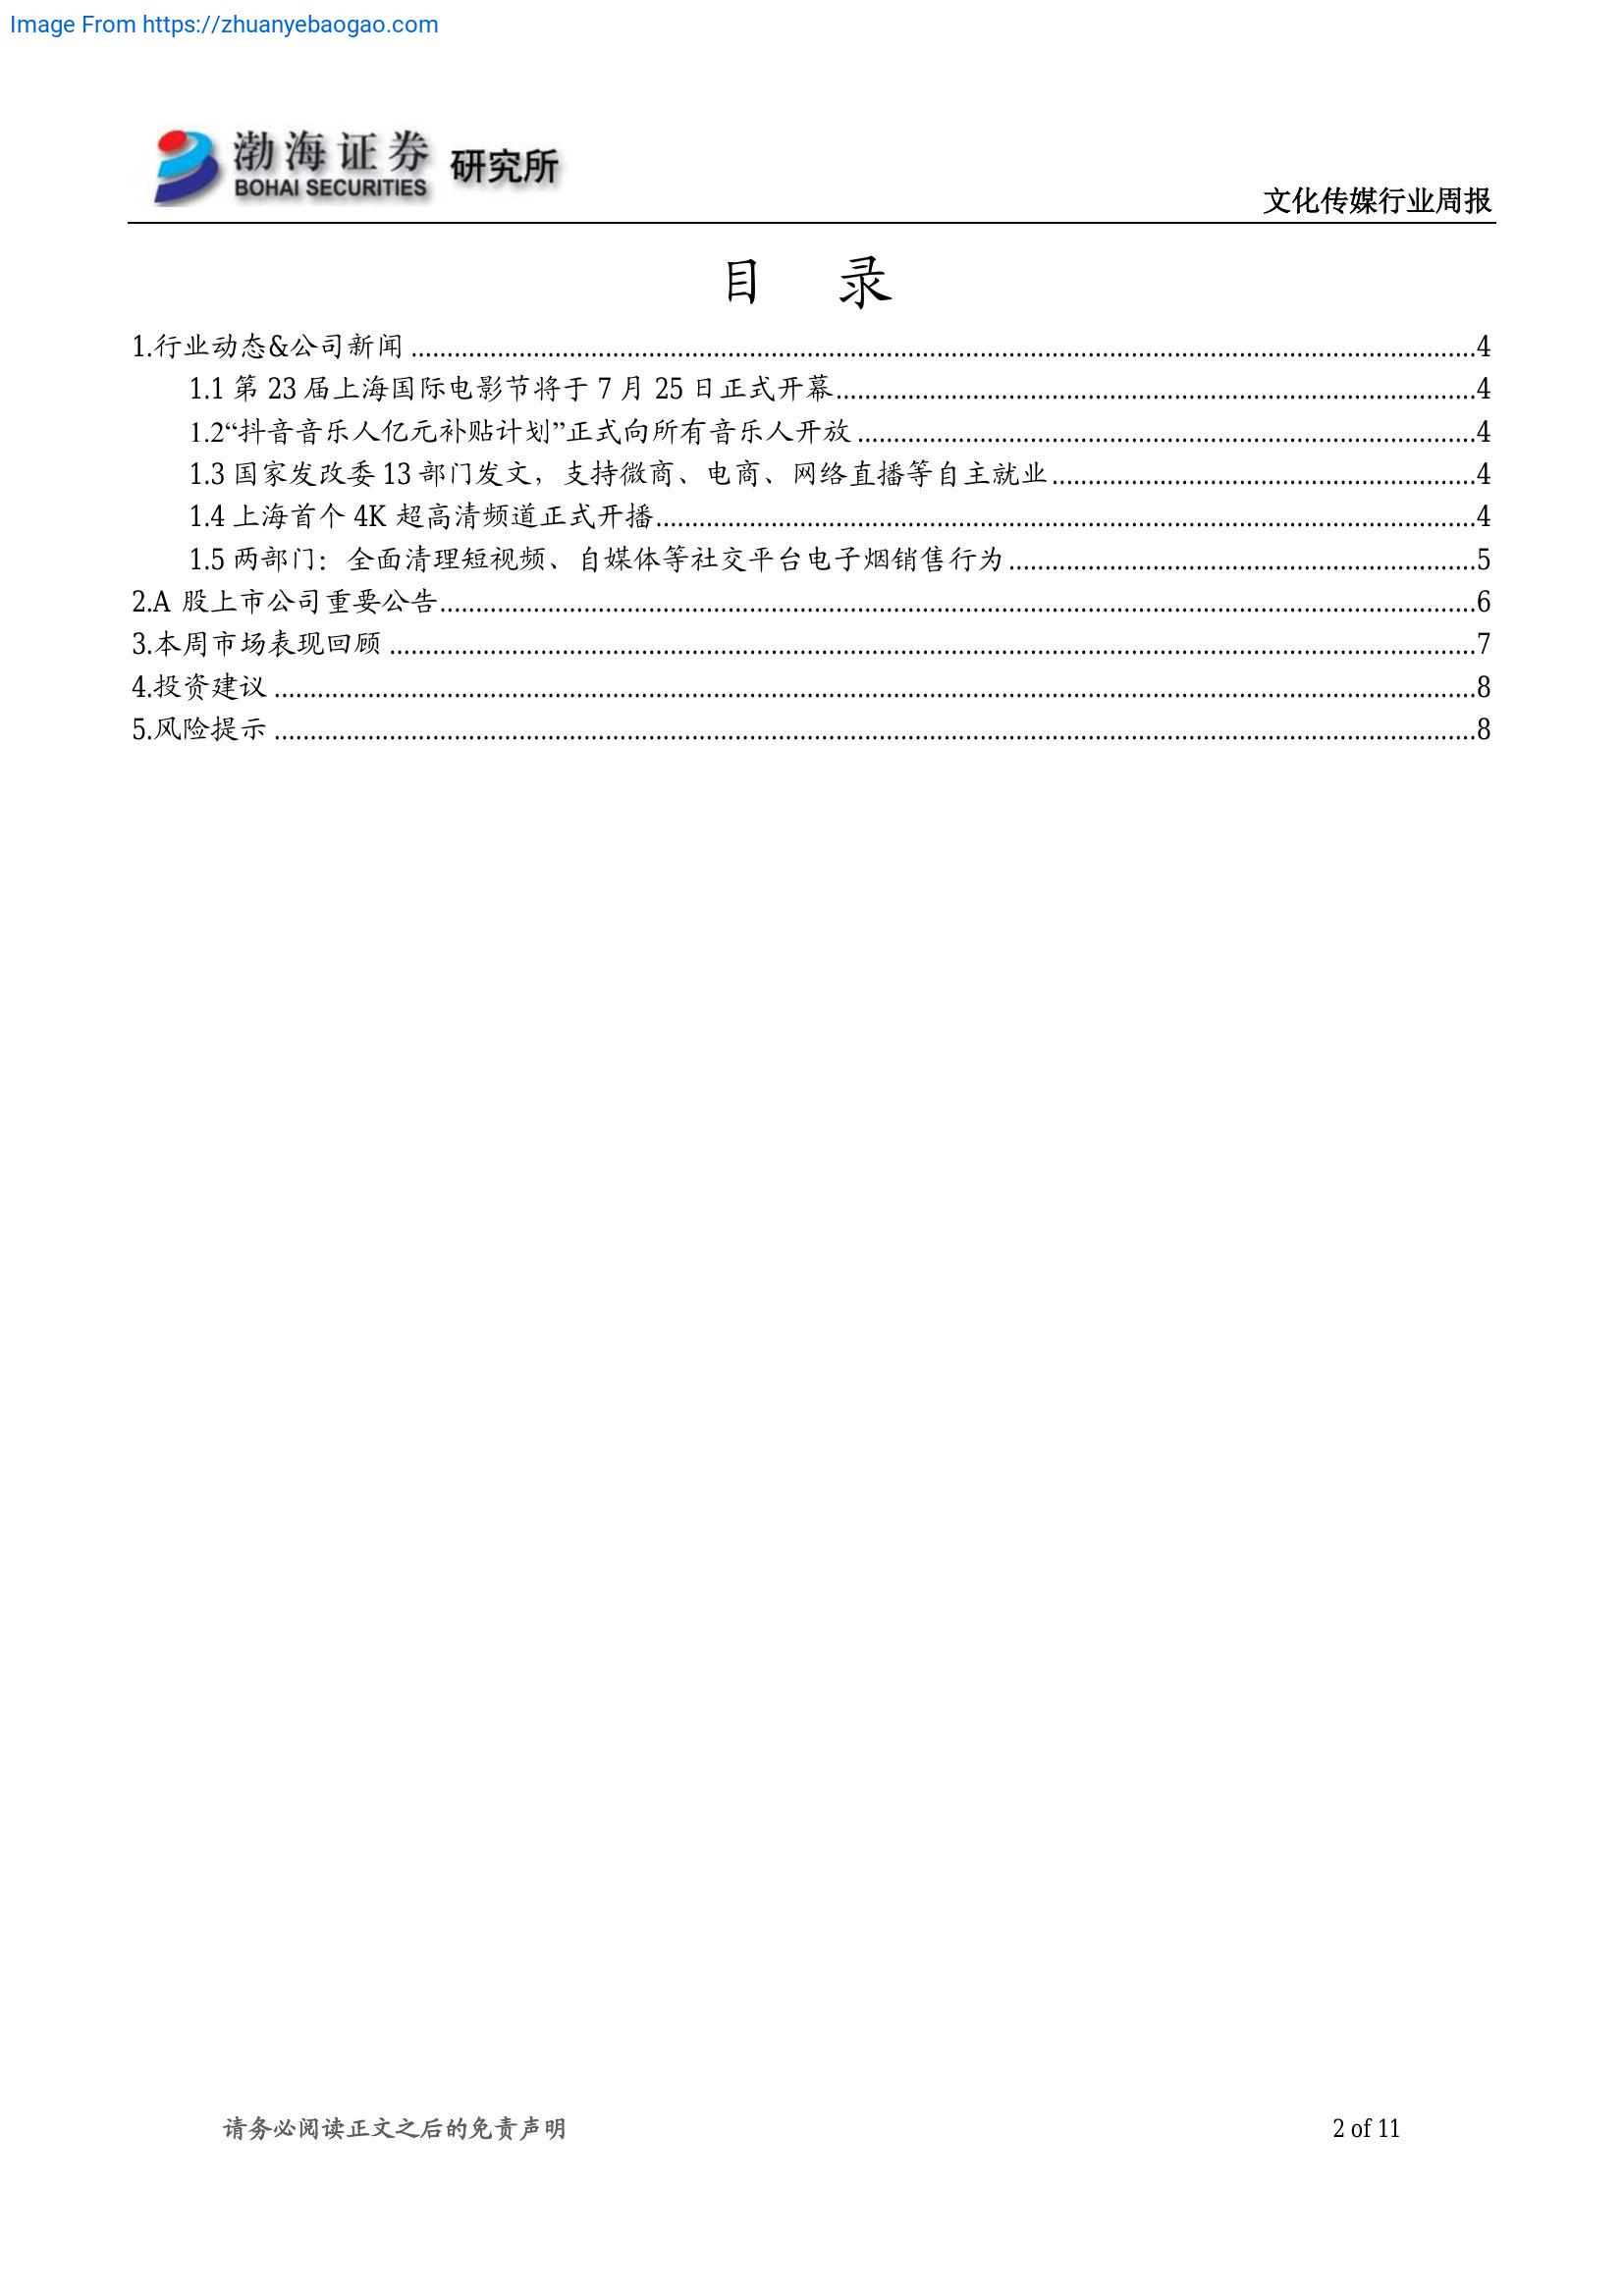 Image From https://zhuanyebaogao.com
渤海证券 研究所
BOHAI SECURITIES
文化传媒行业周报
目 录
1.行业动态&公司新闻 ........ 4
1.1 第 23 届上海国际电影节将于 7 月 25 日正式开幕 ........ 4
1.2“抖音音乐人亿元补贴计划”正式向所有音乐人开放 ........ 4
1.3 国家发改委 13 部门发文，支持微商、电商、网络直播等自主就业 ........ 4
1.4 上海首个 4K 超高清频道正式开播 ........ 4
1.5 两部门：全面清理短视频、自媒体等社交平台电子烟销售行为 ........ 5
2.A 股上市公司重要公告 ........ 6
3.本周市场表现回顾 ........ 7
4.投资建议 ........ 8
5.风险提示 ........ 8
请务必阅读正文之后的免责声明
2 of 11